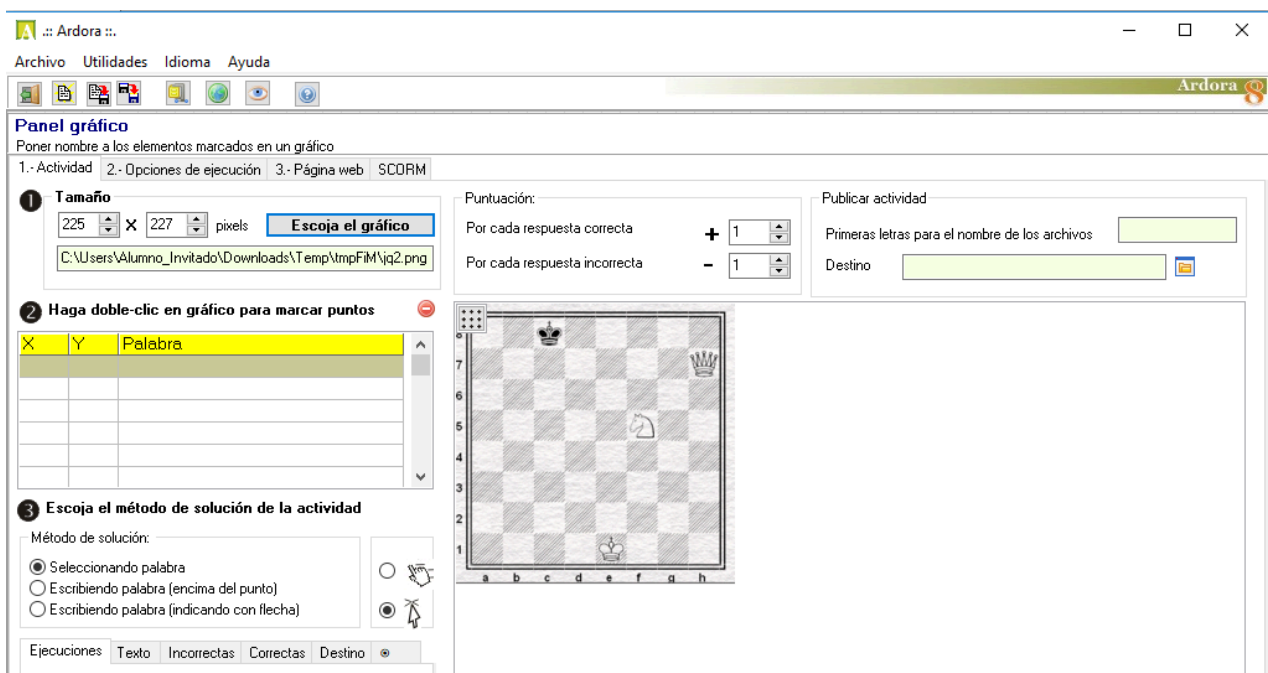 .:: Ardora ::.
Archivo Utilidades Idioma Ayuda
Ardora 8
Panel gráfico
Poner nombre a los elementos marcados en un gráfico
1.- Actividad 2.- Opciones de ejecución 3.- Página web SCORM
1 Tamaño
225 X 227 pixels Escoja el gráfico
C:\Users\Alumno_Invitado\Downloads\Temp\tmpFiM\jq2.png
Puntuación:
Por cada respuesta correcta + 1
Por cada respuesta incorrecta - 1
Publicar actividad
Primeras letras para el nombre de los archivos
Destino
2 Haga doble-clic en gráfico para marcar puntos
X Y Palabra
8
7
6
5
4
3
2
1
a b c d e f g h
3 Escoja el método de solución de la actividad
Método de solución:
Seleccionando palabra
Escribiendo palabra (encima del punto)
Escribiendo palabra (indicando con flecha)
Ejecuciones Texto Incorrectas Correctas Destino